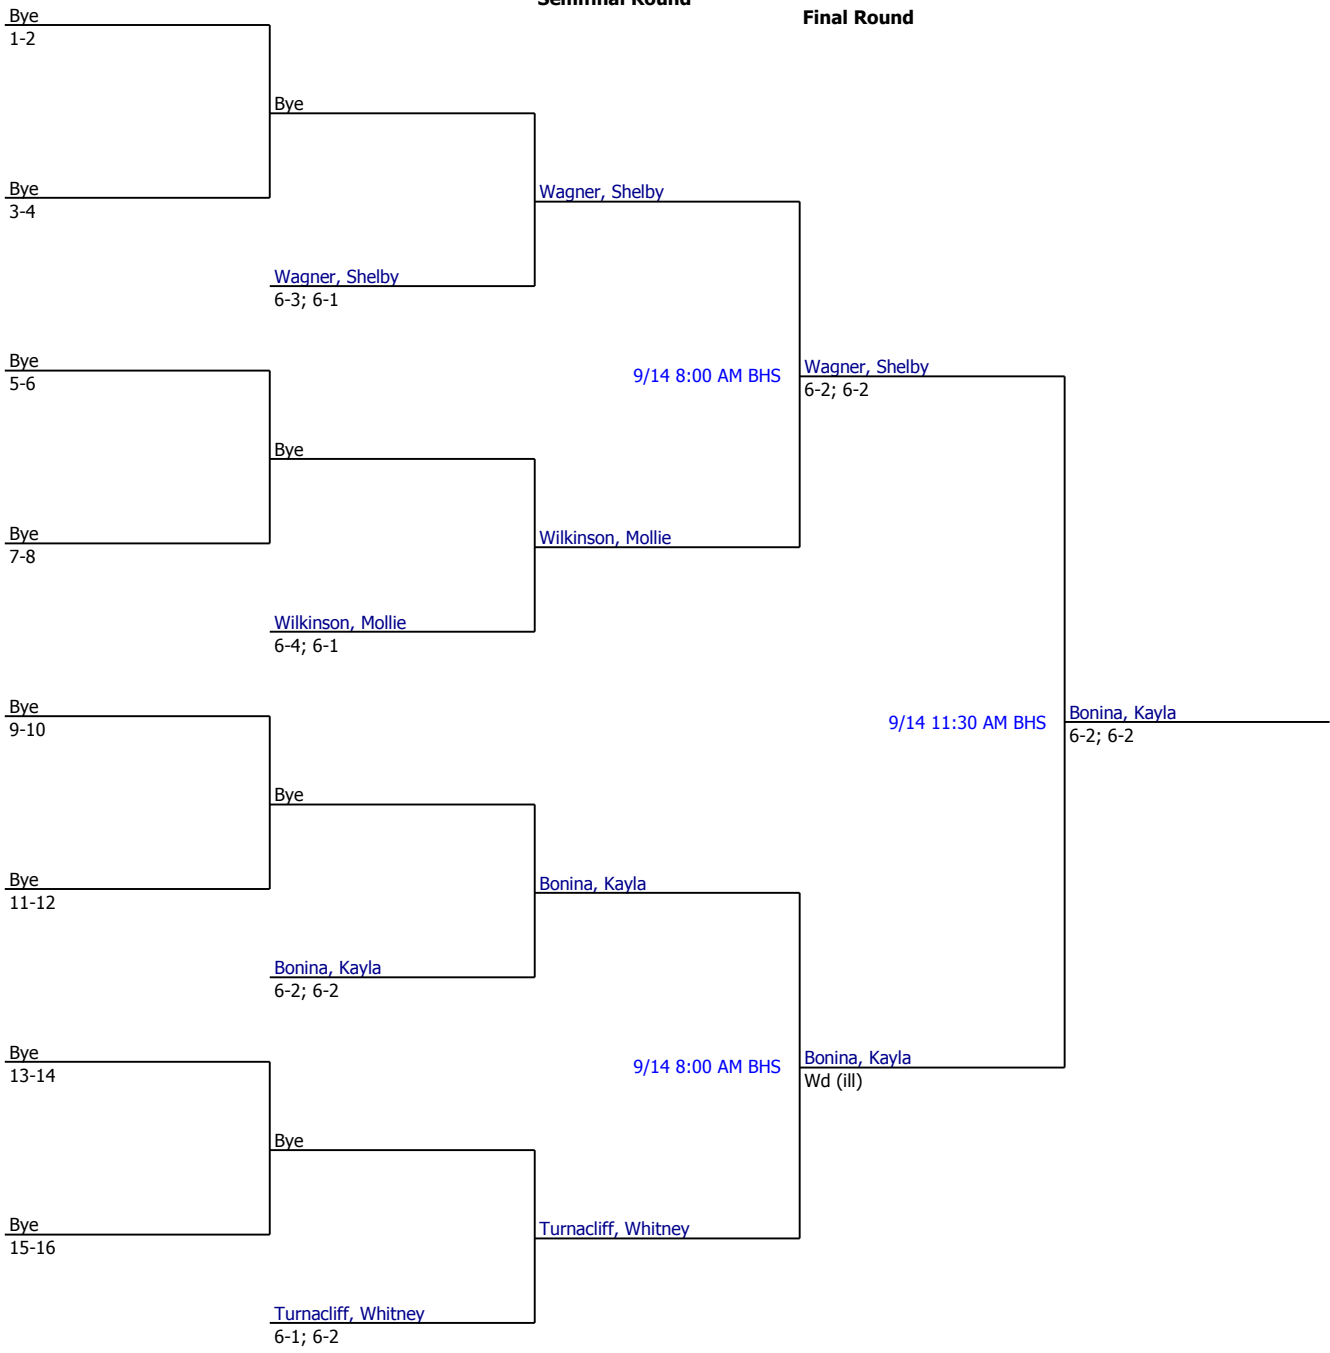 Semifinal Round
Final Round
Bye
1-2
Bye
Bye
3-4
Wagner, Shelby
Wagner, Shelby
6-3; 6-1
Bye
5-6
9/14 8:00 AM BHS
Wagner, Shelby
6-2; 6-2
Bye
Bye
7-8
Wilkinson, Mollie
Wilkinson, Mollie
6-4; 6-1
Bye
9-10
9/14 11:30 AM BHS
Bonina, Kayla
6-2; 6-2
Bye
Bye
11-12
Bonina, Kayla
Bonina, Kayla
6-2; 6-2
Bye
13-14
9/14 8:00 AM BHS
Bonina, Kayla
Wd (ill)
Bye
Bye
15-16
Turnacliff, Whitney
Turnacliff, Whitney
6-1; 6-2